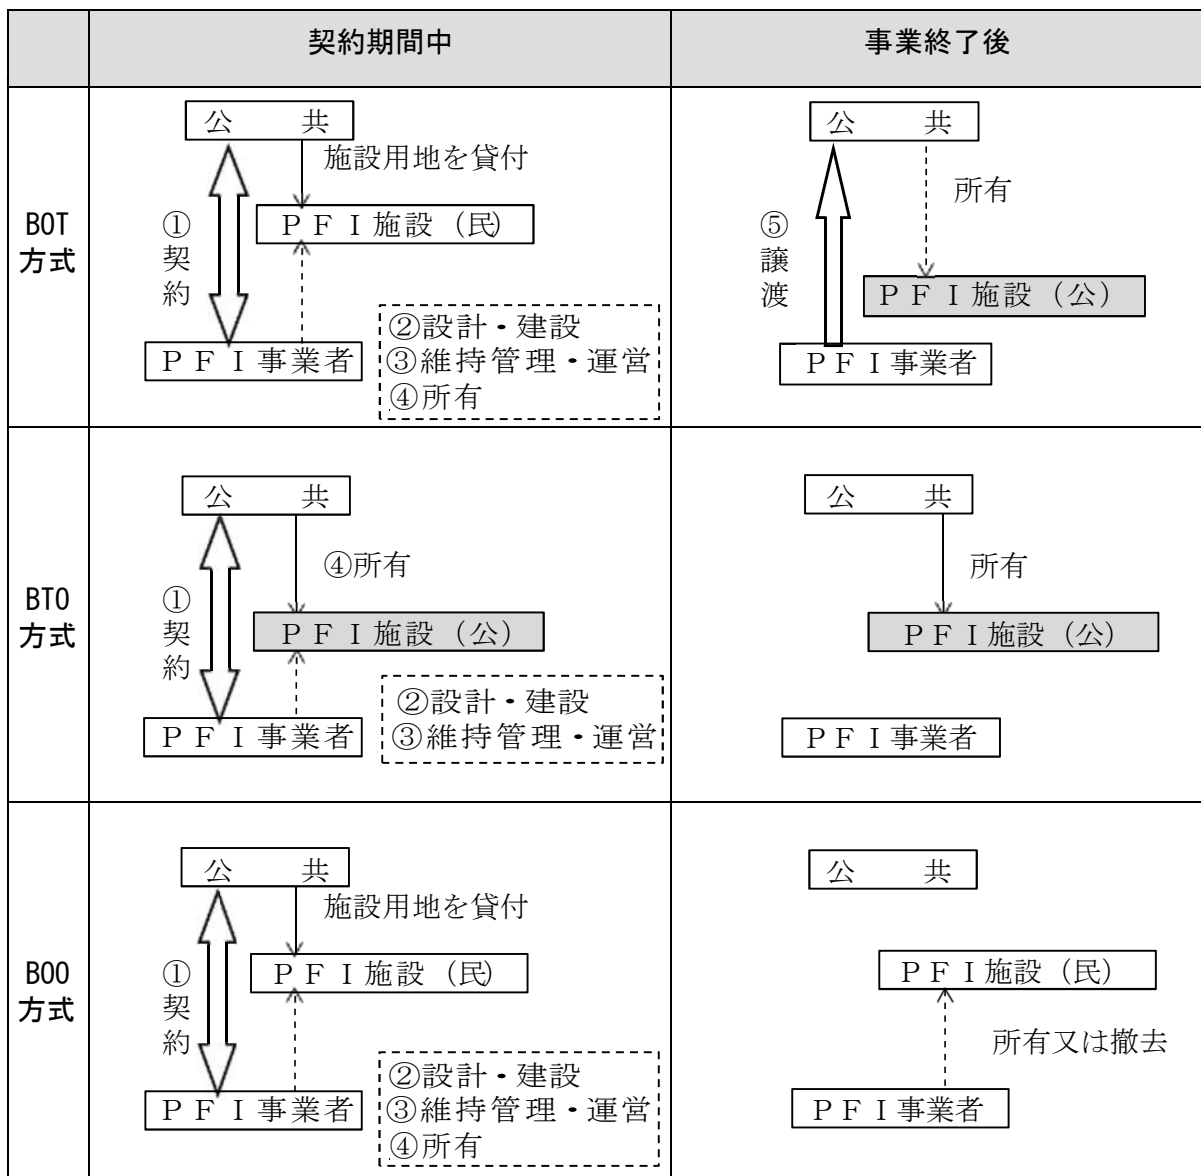 契約期間中
事業終了後
BOT
方式
公　　共
施設用地を貸付
①契約
ＰＦＩ施設（民）
ＰＦＩ事業者
②設計・建設
③維持管理・運営
④所有
公　　共
所有
⑤譲渡
ＰＦＩ施設（公）
ＰＦＩ事業者
BTO
方式
公　　共
④所有
①契約
ＰＦＩ施設（公）
ＰＦＩ事業者
②設計・建設
③維持管理・運営
公　　共
所有
ＰＦＩ施設（公）
ＰＦＩ事業者
BOO
方式
公　　共
施設用地を貸付
①契約
ＰＦＩ施設（民）
ＰＦＩ事業者
②設計・建設
③維持管理・運営
④所有
公　　共
ＰＦＩ施設（民）
所有又は撤去
ＰＦＩ事業者